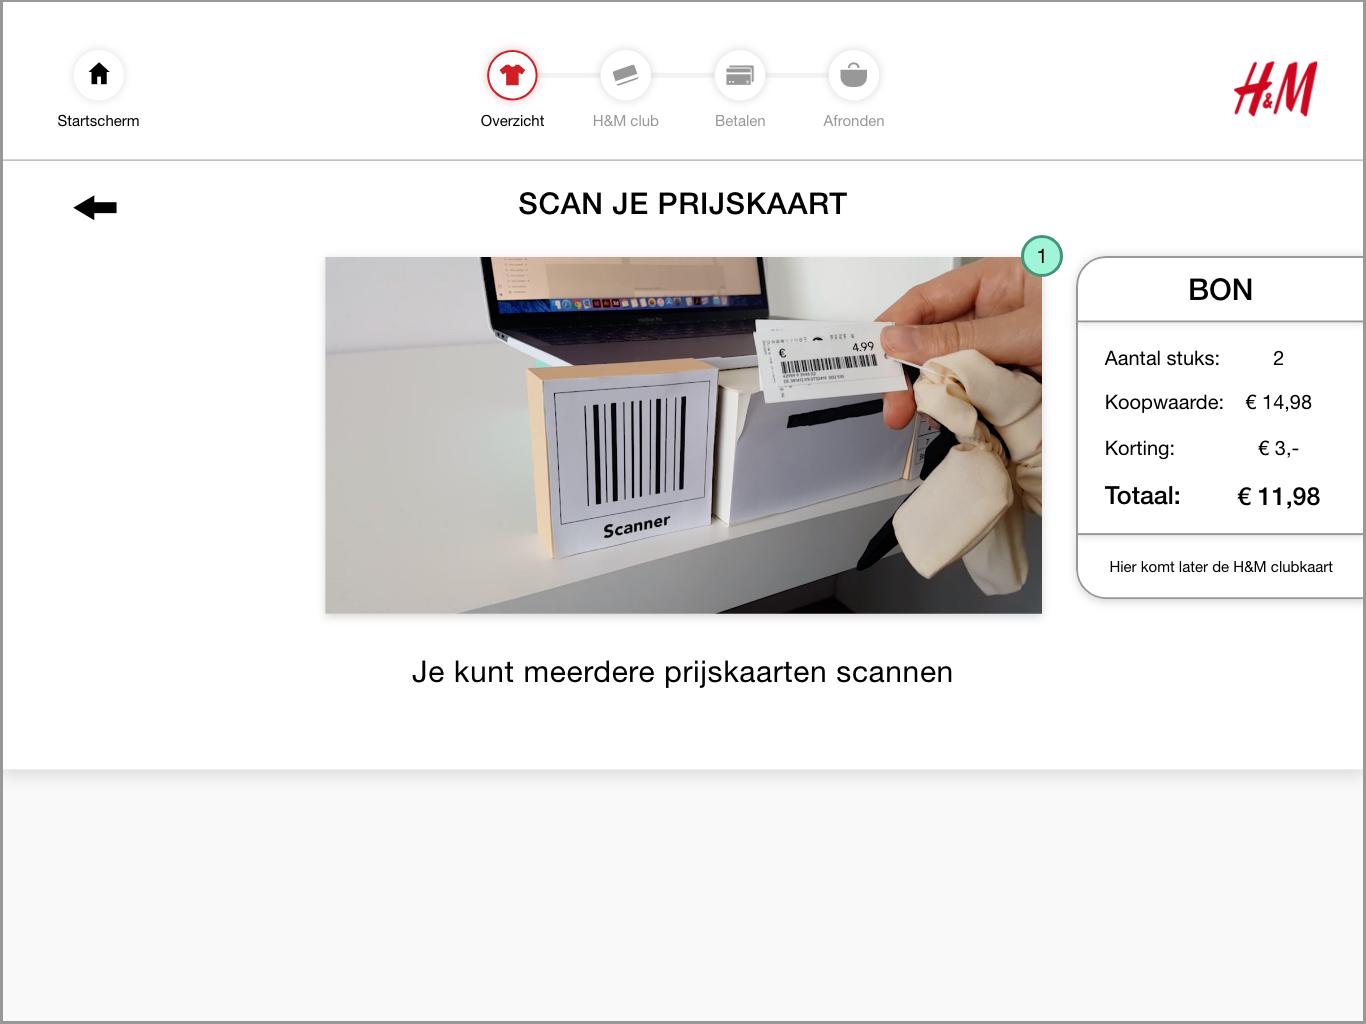 Startscherm
Overzicht
H&M club
Betalen
Afronden
H&M
SCAN JE PRIJSKAART
1
€ 4.99
Scanner
BON
Aantal stuks: 2
Koopwaarde: € 14,98
Korting: € 3,-
Totaal: € 11,98
Hier komt later de H&M clubkaart
Je kunt meerdere prijskaarten scannen